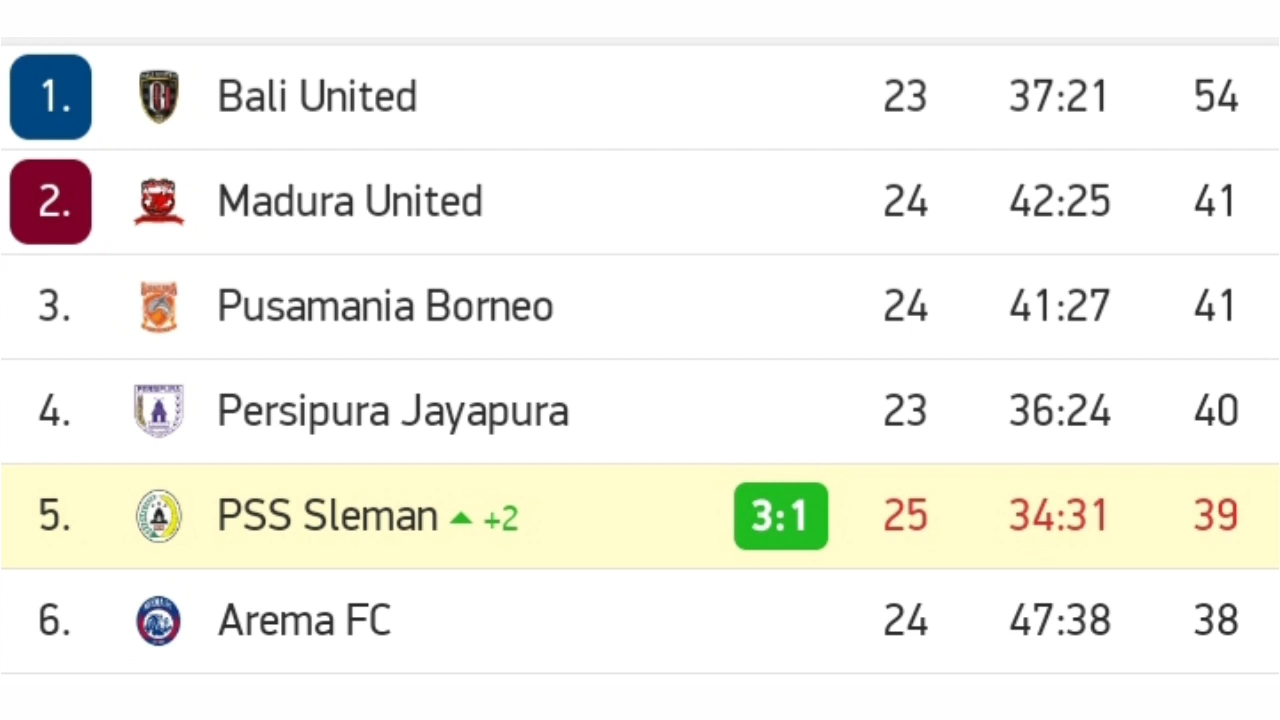 1. Bali United 23 37:21 54
2. Madura United 24 42:25 41
3. Pusamania Borneo 24 41:27 41
4. Persipura Jayapura 23 36:24 40
5. PSS Sleman ▲ +2 3:1 25 34:31 39
6. Arema FC 24 47:38 38